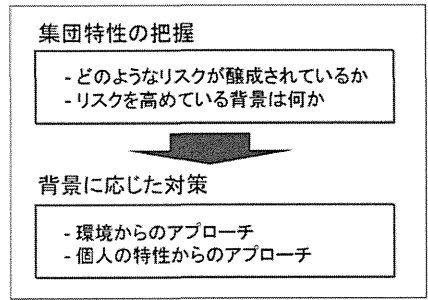 集団特性の把握
- どのようなリスクが醸成されているか
- リスクを高めている背景は何か
背景に応じた対策
- 環境からのアプローチ
- 個人の特性からのアプローチ